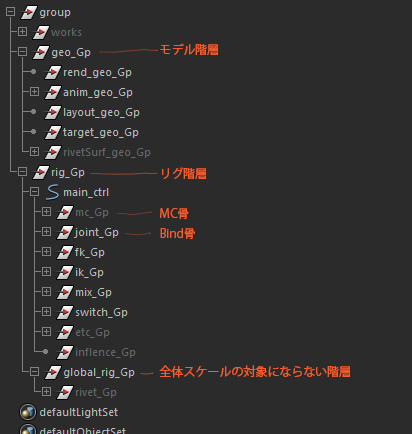 group
works
geo_Gp モデル階層
rend_geo_Gp
anim_geo_Gp
layout_geo_Gp
target_geo_Gp
rivetSurf_geo_Gp
rig_Gp リグ階層
main_ctrl
mc_Gp MC骨
joint_Gp Bind骨
fk_Gp
ik_Gp
mix_Gp
switch_Gp
etc_Gp
inflence_Gp
global_rig_Gp 全体スケールの対象にならない階層
rivet_Gp
defaultLightSet
defaultObjectSet